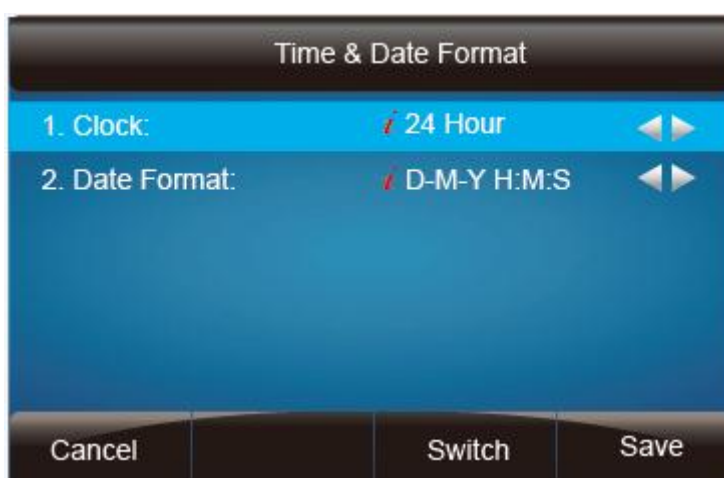 Time & Date Format
1. Clock: i 24 Hour
2. Date Format: i D-M-Y H:M:S
Cancel Switch Save